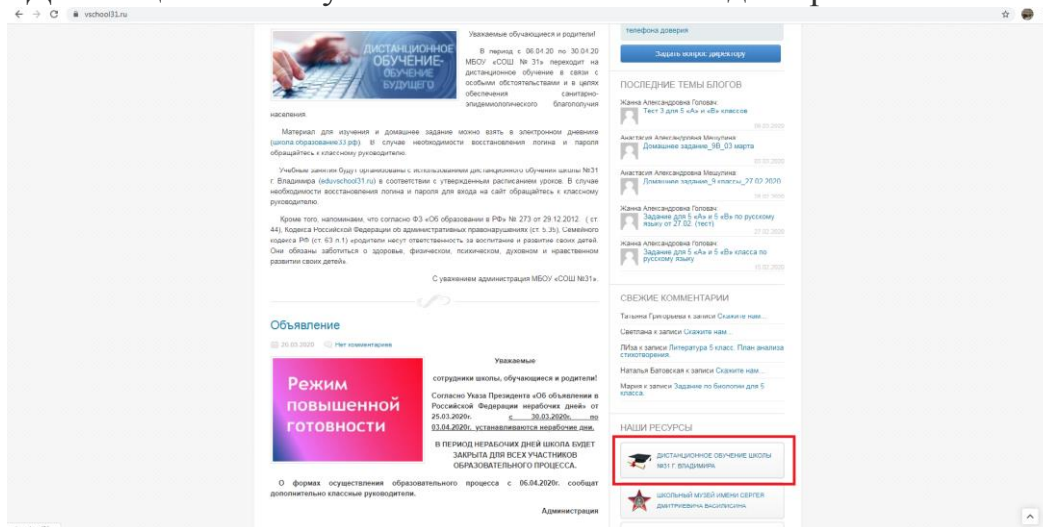 vschool31.ru
ДИСТАНЦИОННОЕ
ОБУЧЕНИЕ-
ОБУЧЕНИЕ
БУДУЩЕГО
Уважаемые обучающиеся и родители!
В период с 06.04.20 по 30.04.20
МБОУ «СОШ № 31» переходит на
дистанционное обучение в связи с
особыми обстоятельствами и в целях
обеспечения санитарно-
эпидемиологического благополучия
населения.
Материал для изучения и домашнее задание можно взять в электронном дневнике
(школа.образование33.рф). В случае необходимости восстановления логина и пароля
обращайтесь к классному руководителю.
Учебные занятия будут организованы с использованием дистанционного обучения школы №31
г. Владимира (eduvschool31.ru) в соответствии с утвержденным расписанием уроков. В случае
необходимости восстановления логина и пароля для входа на сайт обращайтесь к классному
руководителю.
Кроме того, напоминаем, что согласно ФЗ «Об образовании в РФ» № 273 от 29.12.2012. ( ст.
44), Кодекса Российской Федерации об административных правонарушениях (ст. 5.35), Семейного
кодекса РФ (ст. 63 п.1) «родители несут ответственность за воспитание и развитие своих детей.
Они обязаны заботиться о здоровье, физическом, психическом, духовном и нравственном
развитии своих детей».
С уважением администрация МБОУ «СОШ №31».
Объявление
20.03.2020 Нет комментариев
Режим
повышенной
готовности
Уважаемые
сотрудники школы, обучающиеся и родители!
Согласно Указа Президента «Об объявлении в
Российской Федерации нерабочих дней» от
25.03.2020г. с 30.03.2020г. по
03.04.2020г. устанавливаются нерабочие дни.
В ПЕРИОД НЕРАБОЧИХ ДНЕЙ ШКОЛА БУДЕТ
ЗАКРЫТА ДЛЯ ВСЕХ УЧАСТНИКОВ
ОБРАЗОВАТЕЛЬНОГО ПРОЦЕССА.
О формах осуществления образовательного процесса с 06.04.2020г. сообщат
дополнительно классные руководители.
Администрация
телефона доверия
Задать вопрос директору
ПОСЛЕДНИЕ ТЕМЫ БЛОГОВ
Жанна Александровна Головач:
Тест 3 для 5 «А» и «В» классов
Анастасия Александровна Мешулина:
Домашнее задание_9В_03 марта
Анастасия Александровна Мешулина:
Домашнее задание_9 классы_27.02.2020
Жанна Александровна Головач:
Задание для 5 «А» и 5 «В» по русскому
языку от 27.02. (тест).
27.02.2020
Жанна Александровна Головач:
Задание для 5 «А» и 5 «В» класса по
русскому языку
СВЕЖИЕ КОММЕНТАРИИ
Татьяна Григорьева к записи Скажите нам...
Светлана к записи Скажите нам...
ЛИза к записи Литература 5 класс. План анализа
стихотворения.
Наталья Батовская к записи Скажите нам...
Мария к записи Задание по биологии для 5
класса.
НАШИ РЕСУРСЫ
ДИСТАНЦИОННОЕ ОБУЧЕНИЕ ШКОЛЫ
№31 Г. ВЛАДИМИРА
ШКОЛЬНЫЙ МУЗЕЙ ИМЕНИ СЕРГЕЯ
ДМИТРИЕВИЧА ВАСИЛИСИНА